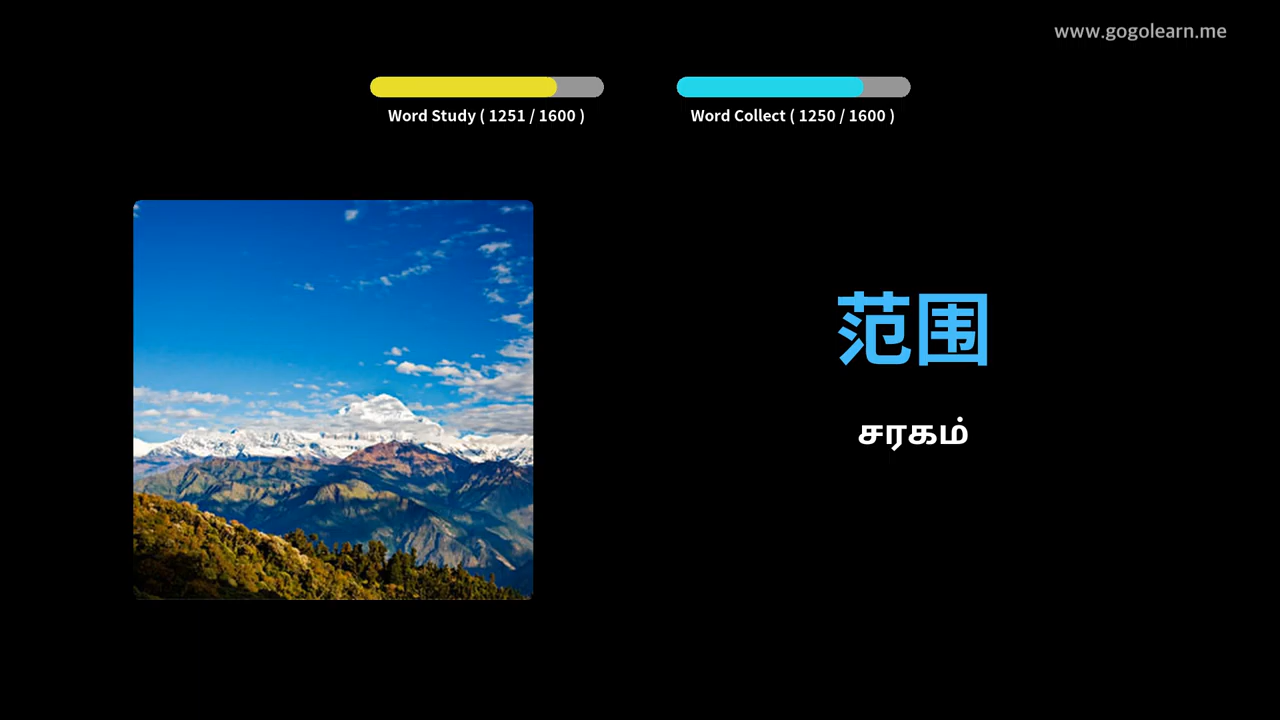 www.gogolearn.me
Word Study ( 1251 / 1600 )
Word Collect ( 1250 / 1600 )
范围
சரகம்